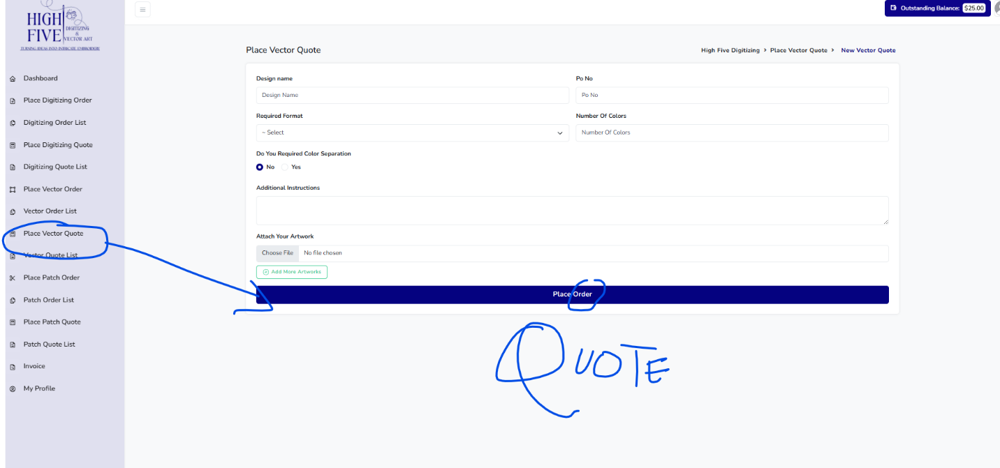 HIGH
FIVE
DIGITIZING
&
VECTOR ART
TURNING IDEAS INTO INTRICATE EMBROIDERY
Outstanding Balance: $25.00
Place Vector Quote
High Five Digitizing > Place Vector Quote > New Vector Quote
Dashboard
Place Digitizing Order
Digitizing Order List
Place Digitizing Quote
Digitizing Quote List
Place Vector Order
Vector Order List
Place Vector Quote
Vector Quote List
Place Patch Order
Patch Order List
Place Patch Quote
Patch Quote List
Invoice
My Profile
Design name
Po No
Design Name
Po No
Required Format
Number Of Colors
~ Select
Number Of Colors
Do You Required Color Separation
No Yes
Additional Instructions
Attach Your Artwork
Choose File No file chosen
Add More Artworks
Place Order
QUOTE